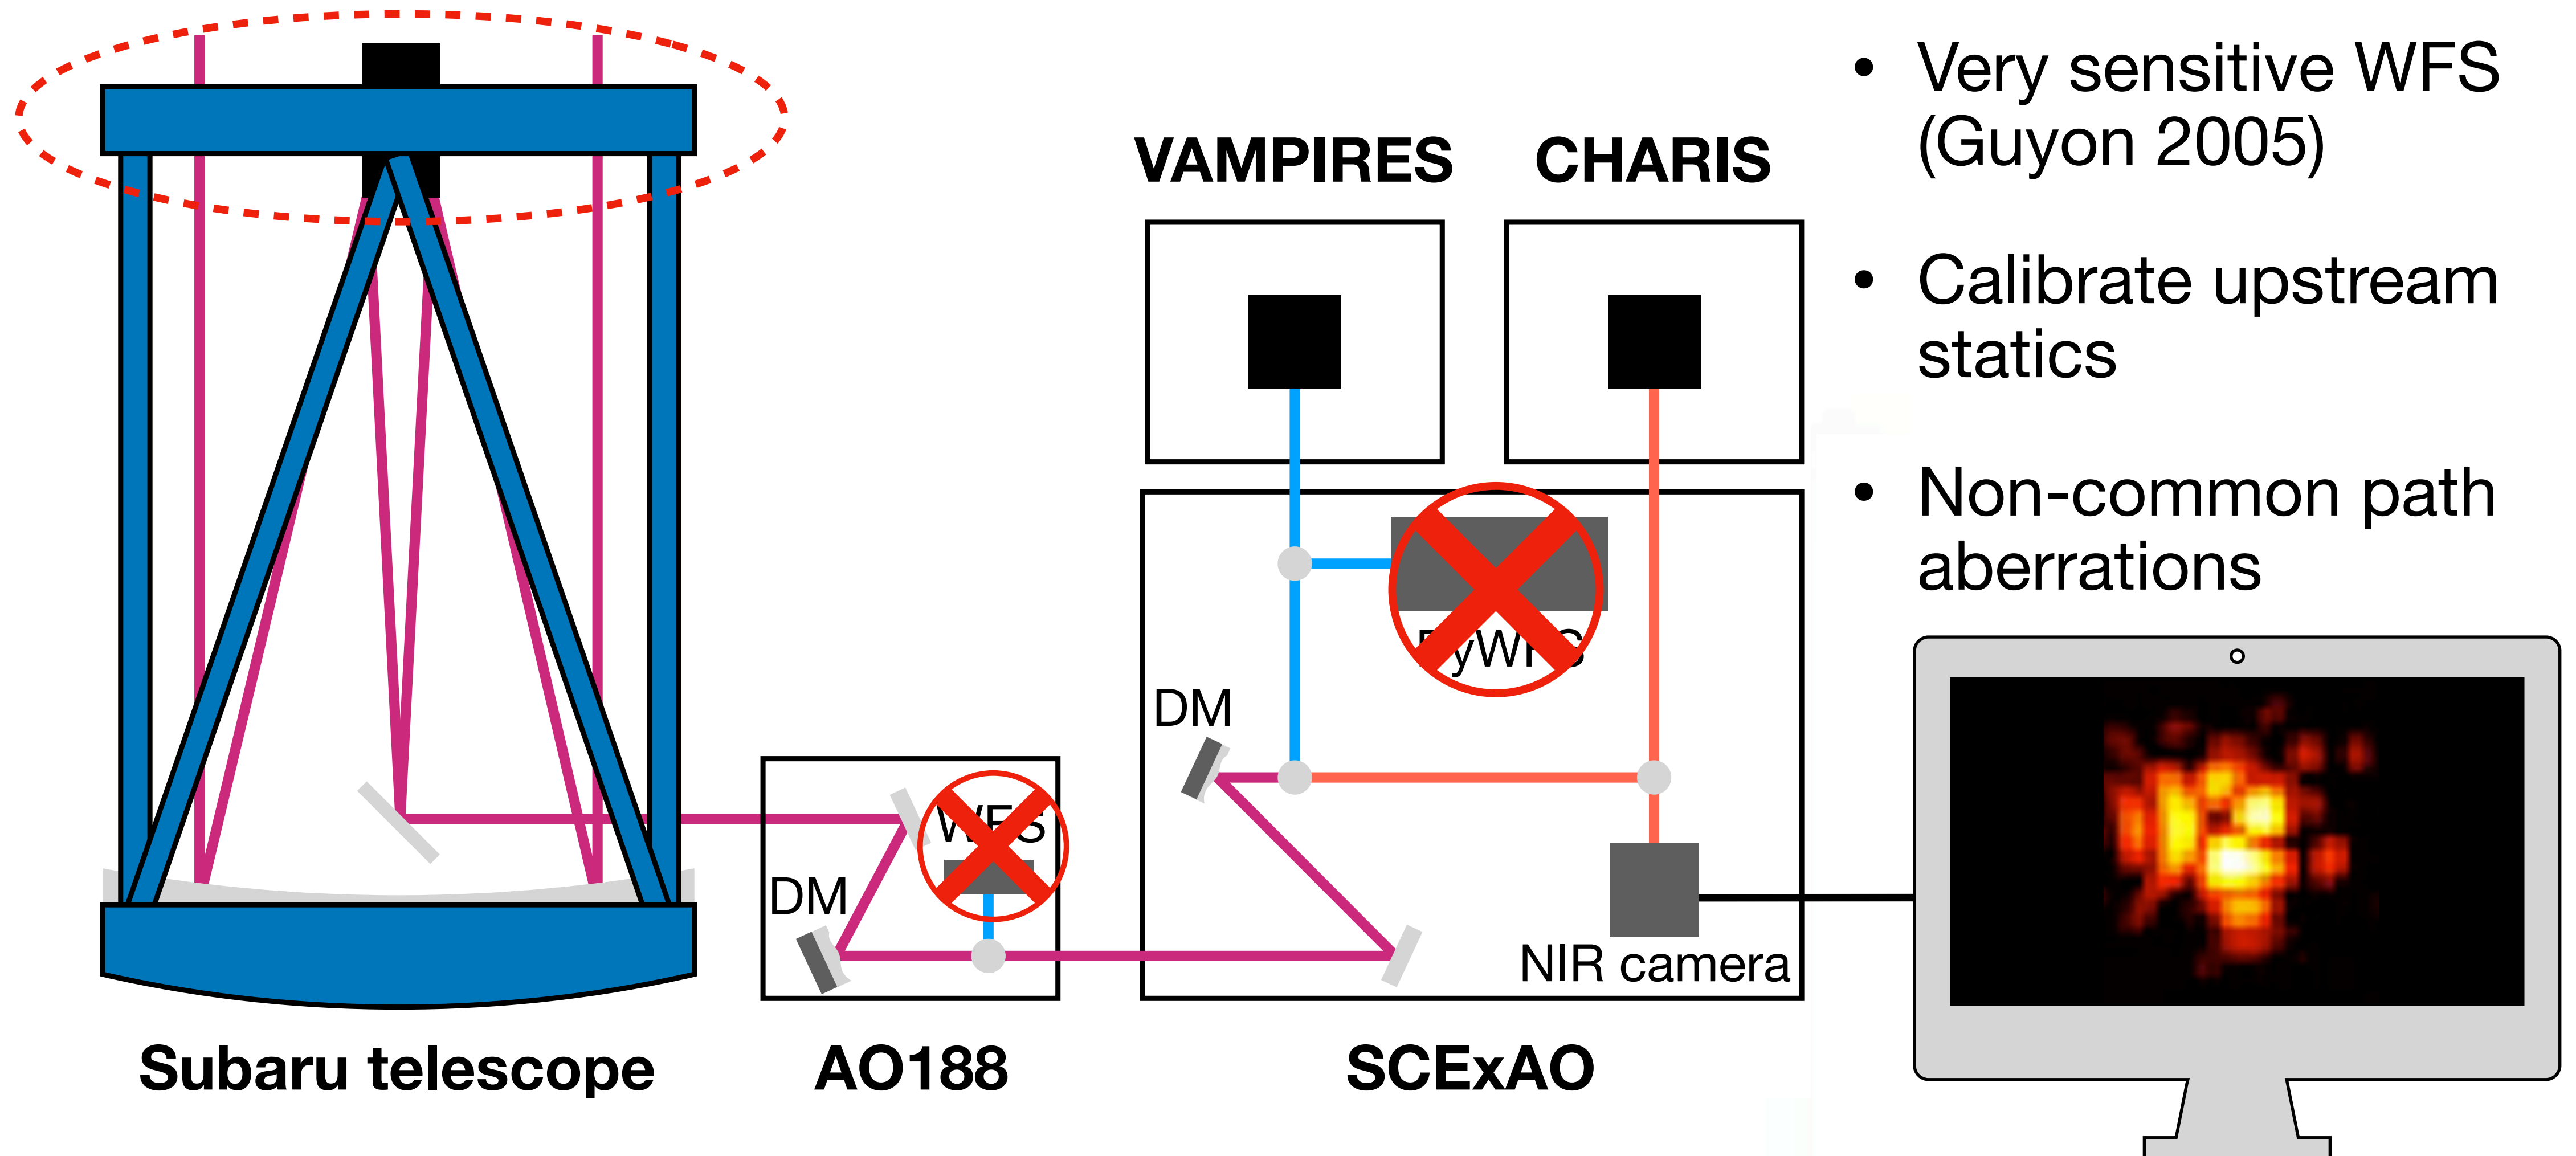 VAMPIRES
CHARIS
DM
NIR camera
WFS
DM
Subaru telescope
AO188
SCExAO
• Very sensitive WFS
(Guyon 2005)
• Calibrate upstream
statics
• Non-common path
aberrations